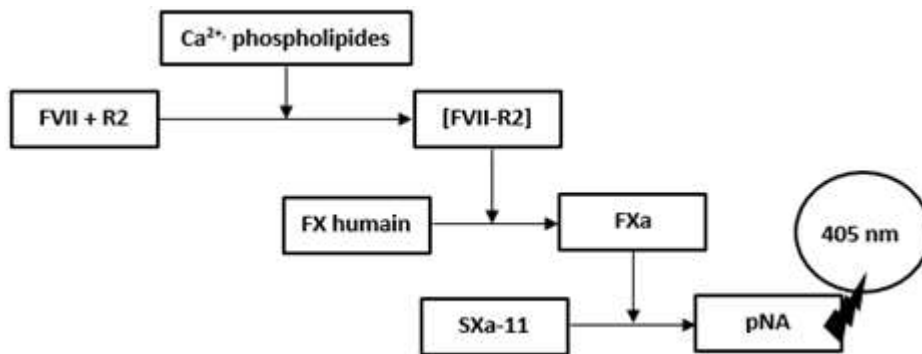 Ca²⁺, phospholipides
FVII + R2
[FVII-R2]
FX humain
FXa
405 nm
SXa-11
pNA